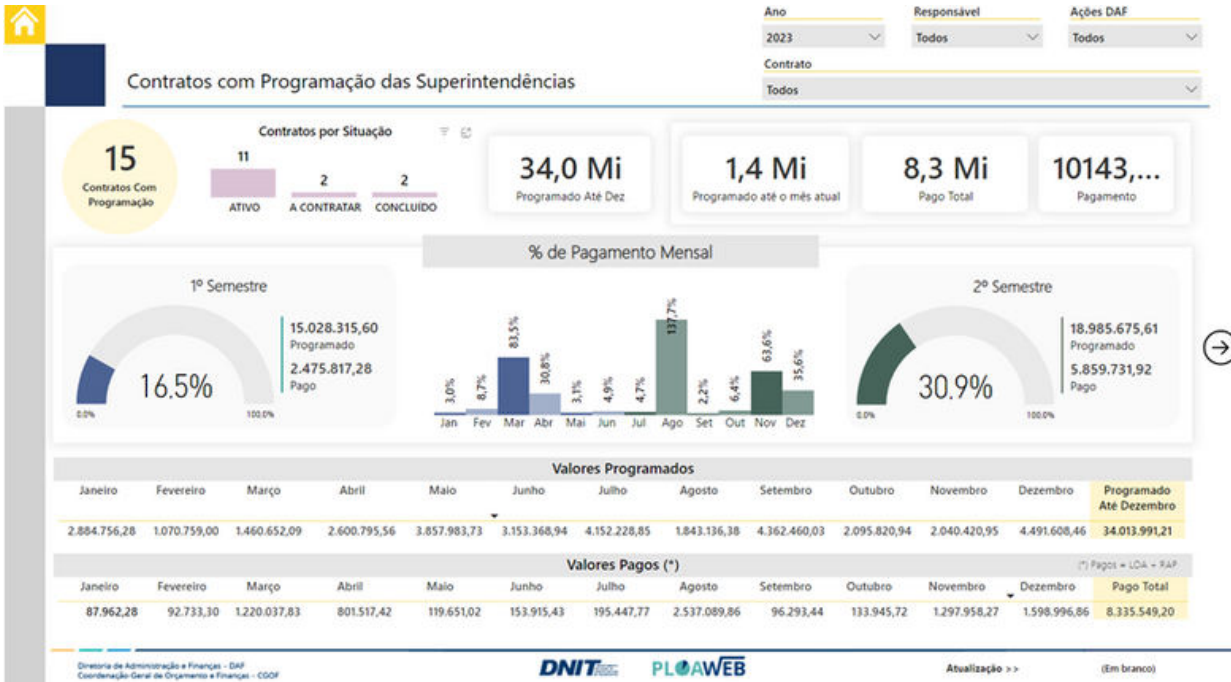 Ano
Responsável
Ações DAF
2023
Todos
Todos
Contrato
Todos
Contratos com Programação das Superintendências
15
Contratos Com
Programação
Contratos por Situação
11
2
2
ATIVO
A CONTRATAR
CONCLUÍDO
34,0 Mi
Programado Até Dez
1,4 Mi
Programado até o mês atual
8,3 Mi
Pago Total
10143,...
Pagamento
% de Pagamento Mensal
1º Semestre
15.028.315,60
Programado
2.475.817,28
Pago
16,5%
0.0%
100.0%
3,0%
8,7%
83,5%
30,8%
3,1%
4,9%
4,7%
137,7%
2,2%
6,4%
63,6%
35,6%
Jan Fev Mar Abr Mai Jun Jul Ago Set Out Nov Dez
2º Semestre
18.985.675,61
Programado
5.859.731,92
Pago
30.9%
0.0%
100.0%
Valores Programados
Janeiro Fevereiro Março Abril Maio Junho Julho Agosto Setembro Outubro Novembro Dezembro Programado
Até Dezembro
2.884.756,28 1.070.759,00 1.460.652,09 2.600.795,56 3.857.983,73 3.153.368,94 4.152.228,85 1.843.136,38 4.362.460,03 2.095.820,94 2.040.420,95 4.491.608,46 34.013.991,21
Valores Pagos (*)
(*) Pagos = LOA + RAP
Janeiro Fevereiro Março Abril Maio Junho Julho Agosto Setembro Outubro Novembro Dezembro Pago Total
87.962,28 92.733,30 1.220.037,83 801.517,42 119.651,02 153.915,43 195.447,77 2.537.089,86 96.293,44 133.945,72 1.297.958,27 1.598.996,86 8.335.549,20
Diretoria de Administração e Finanças - DAF
Coordenação Geral de Orçamento e Finanças - CGOF
DNIT
PLOAWEB
Atualização >>
(Em branco)